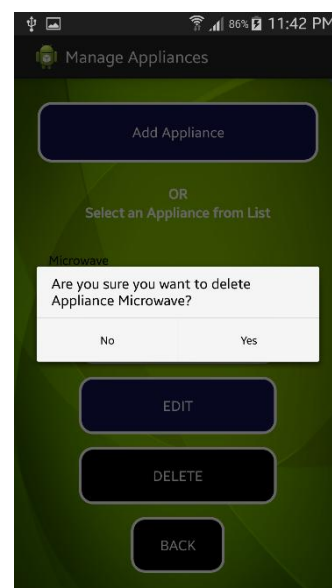 86% 11:42 PM
Manage Appliances
Add Appliance
OR
Select an Appliance from List
Microwave
Are you sure you want to delete
Appliance Microwave?
No Yes
EDIT
DELETE
BACK